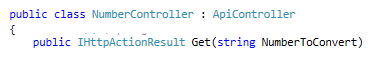 public class NumberController : ApiController
{
public IHttpActionResult Get(string NumberToConvert)